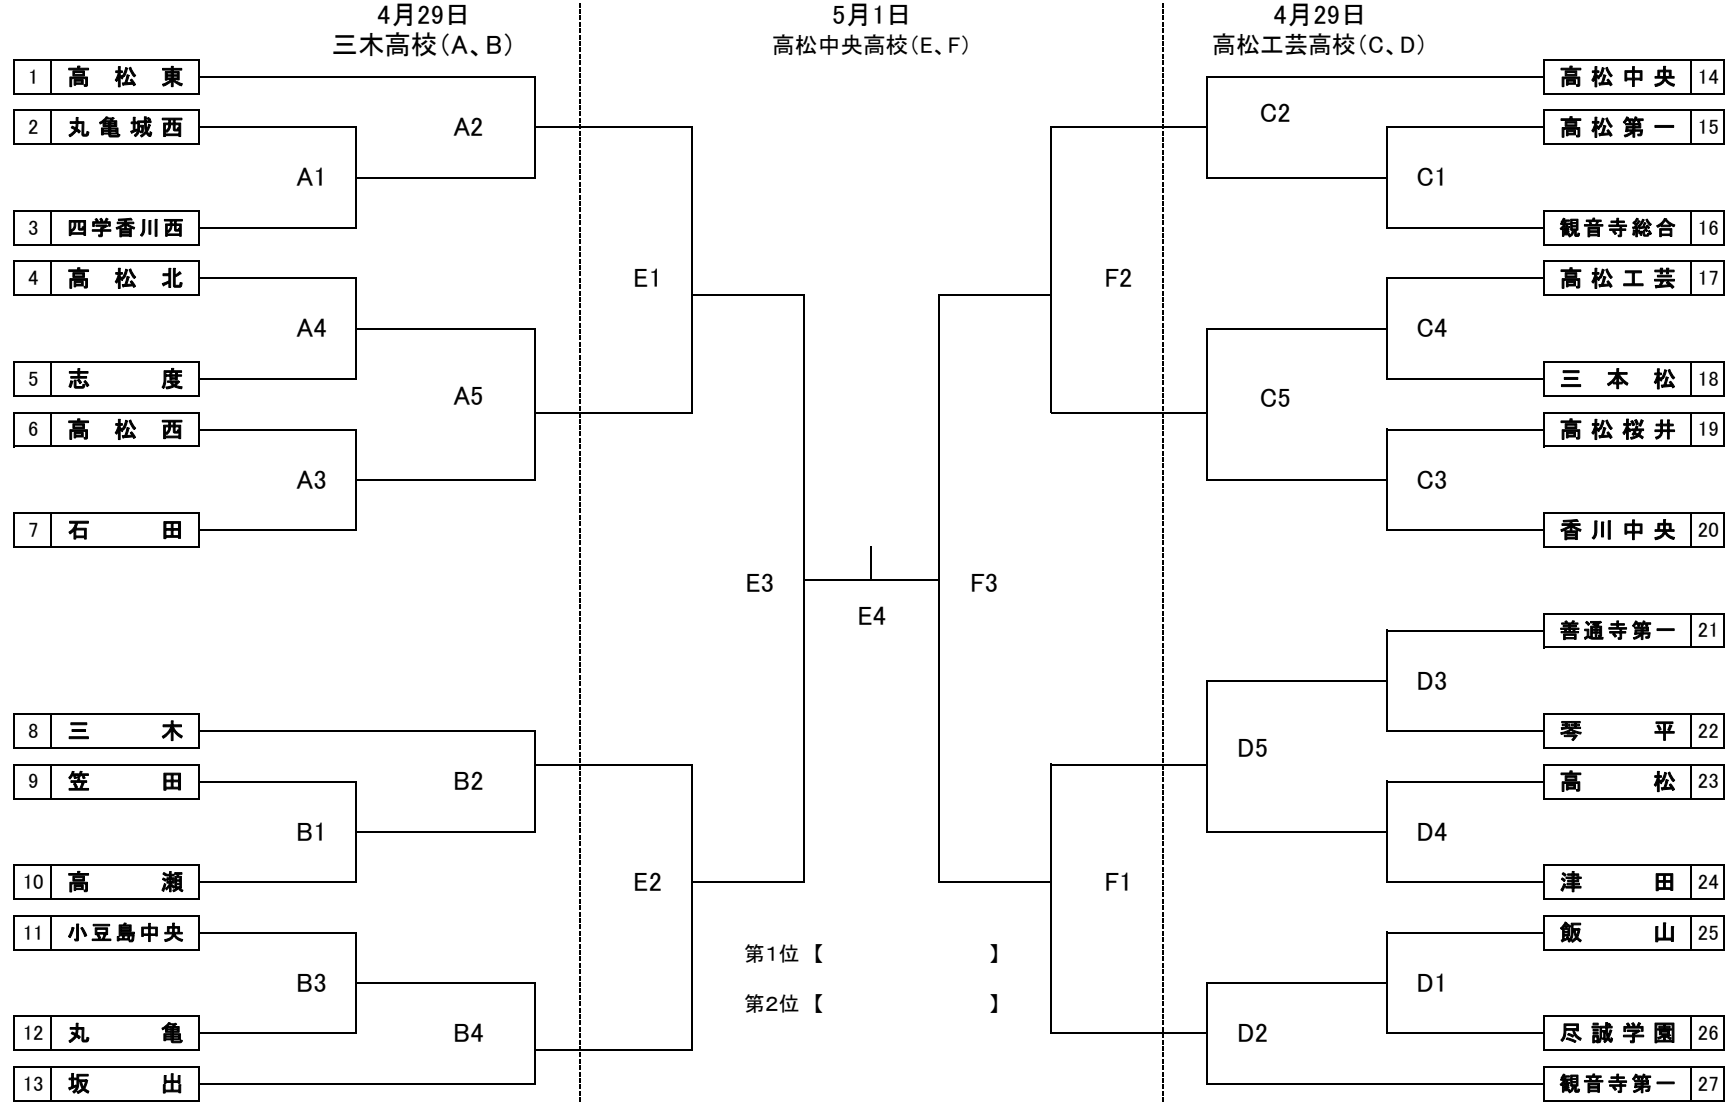 4月29日
三木高校(A、B)
5月1日
高松中央高校(E、F)
4月29日
高松工芸高校(C、D)
1 高松東
2 丸亀城西
3 四学香川西
4 高松北
5 志度
6 高松西
7 石田
8 三木
9 笠田
10 高瀬
11 小豆島中央
12 丸亀
13 坂出
A2
A1
A4
A5
A3
B2
B1
B3
B4
E1
E2
E3
E4
F3
F2
F1
第1位【 】
第2位【 】
C2
C1
C4
C5
C3
D3
D5
D4
D1
D2
高松中央 14
高松第一 15
観音寺総合 16
高松工芸 17
三本松 18
高松桜井 19
香川中央 20
善通寺第一 21
琴平 22
高松 23
津田 24
飯山 25
尽誠学園 26
観音寺第一 27